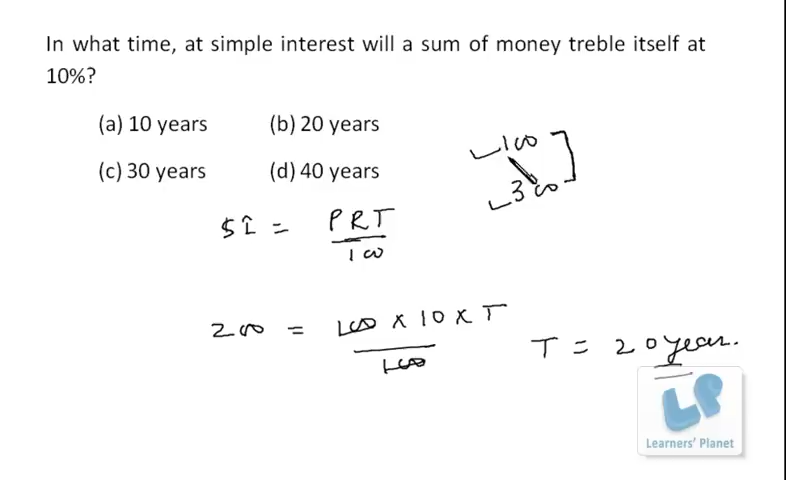 In what time, at simple interest will a sum of money treble itself at
10%?
(a) 10 years (b) 20 years
(c) 30 years (d) 40 years
100
300
SI = PRT
100
200 = 100 × 10 × T
100
T = 20 year.
LP
Learners' Planet